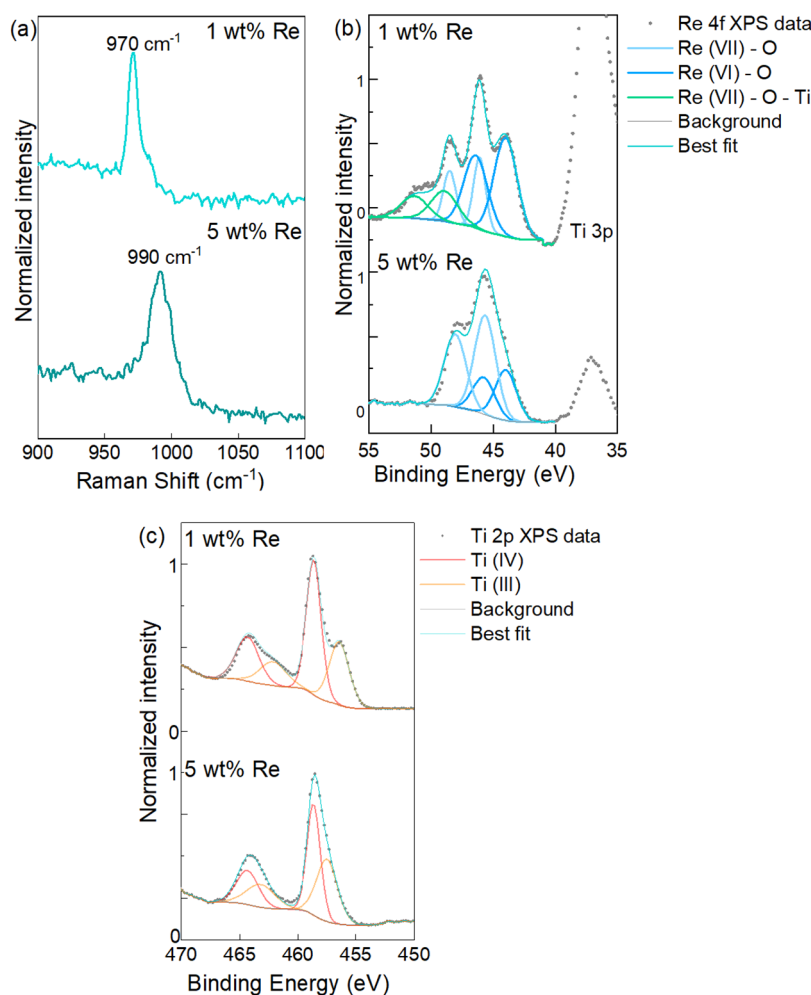 (a)
1 wt% Re
970 cm-1
5 wt% Re
990 cm-1
Normalized intensity
900 950 1000 1050 1100
Raman Shift (cm-1)
(b)
1 wt% Re
1
0
Ti 3p
5 wt% Re
1
0
Normalized intensity
55 50 45 40 35
Binding Energy (eV)
Re 4f XPS data
Re (VII) - O
Re (VI) - O
Re (VII) - O - Ti
Background
Best fit
(c)
1 wt% Re
1
0
5 wt% Re
1
0
Normalized intensity
470 465 460 455 450
Binding Energy (eV)
Ti 2p XPS data
Ti (IV)
Ti (III)
Background
Best fit